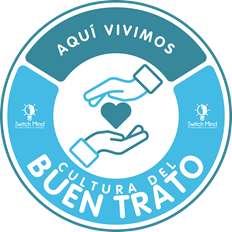 AQUÍ VIVIMOS
Switch Mind
Switch Mind
CULTURA DEL
BUEN TRATO